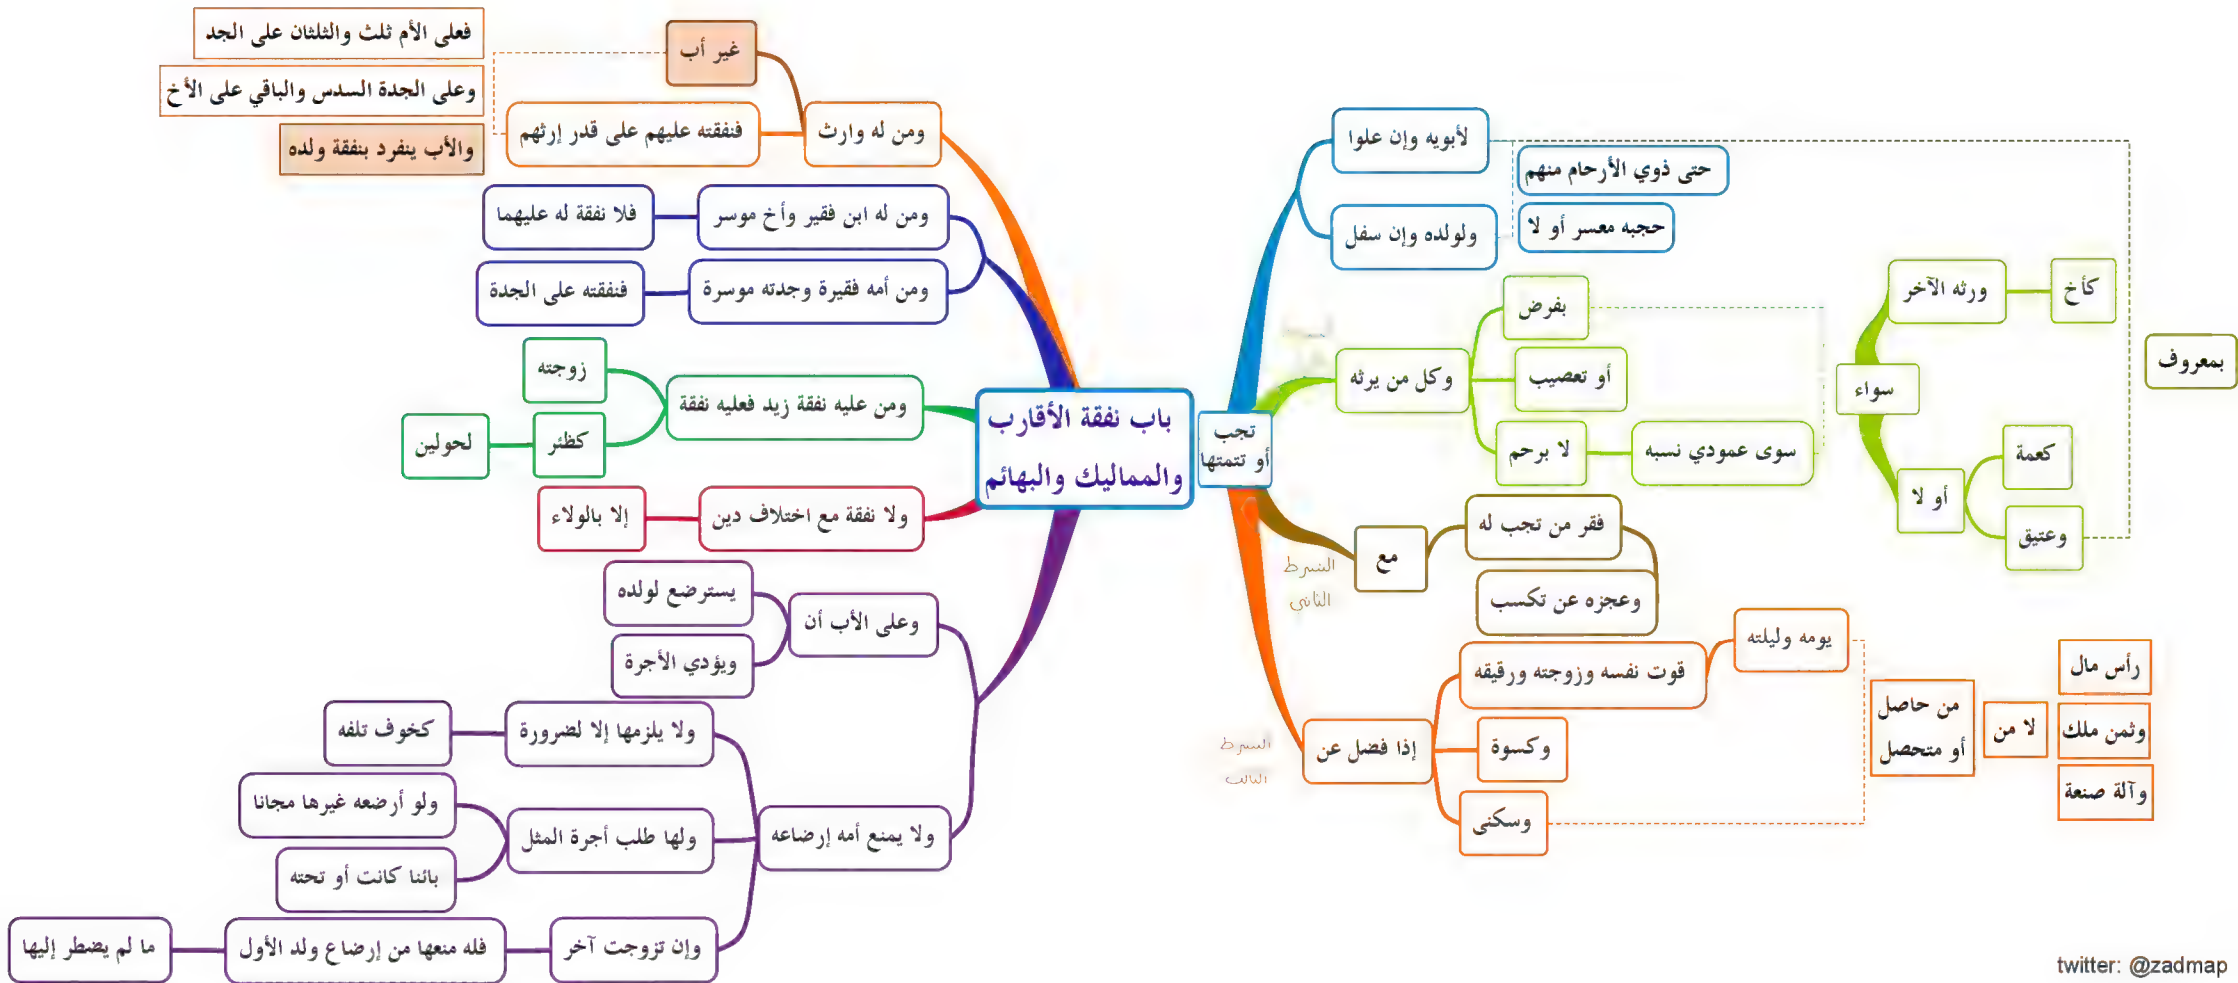 باب نفقة الأقارب
والمماليك والبهائم
تجب
أو تتمتها
لأبويه وإن علوا
ولولده وإن سفل
حتى ذوي الأرحام منهم
حجبه معسر أو لا
وكل من يرثه
بفرض
أو تعصيب
لا برحم
سوى عمودي نسبه
سواء
ورثه الآخر
كأخ
أو لا
كعمة
وعتيق
بمعروف
مع
فقر من تجب له
وعجزه عن تكسب
الشرط
الثاني
إذا فضل عن
قوت نفسه وزوجته ورقيقه
يومه وليلته
وكسوة
وسكنى
من حاصل
أو متحصل
لا من
رأس مال
وثمن ملك
وآلة صنعة
الشرط
الثالث
ومن له وارث
غير أب
فنفقته عليهم على قدر إرثهم
فعلى الأم ثلث والثلثان على الجد
وعلى الجدة السدس والباقي على الأخ
والأب ينفرد بنفقة ولده
ومن له ابن فقير وأخ موسر
فلا نفقة له عليهما
ومن أمه فقيرة وجدته موسرة
فنفقته على الجدة
ومن عليه نفقة زيد فعليه نفقة
زوجته
كظئر
لحولين
ولا نفقة مع اختلاف دين
إلا بالولاء
وعلى الأب أن
يسترضع لولده
ويؤدي الأجرة
ولا يمنع أمه إرضاعه
ولا يلزمها إلا لضرورة
كخوف تلفه
ولها طلب أجرة المثل
ولو أرضعه غيرها مجانا
بائنا كانت أو تحته
وإن تزوجت آخر
فله منعها من إرضاع ولد الأول
ما لم يضطر إليها
twitter: @zadmap